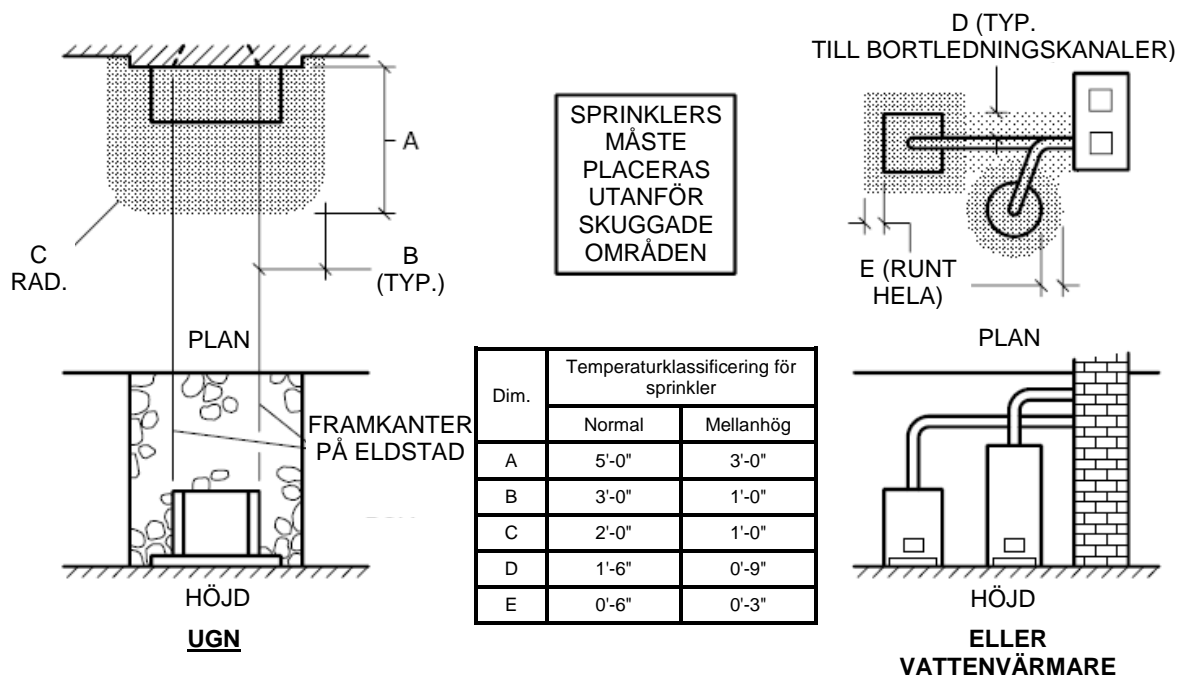 A
C
RAD.
B
(TYP.)
PLAN
FRAMKANTER
PÅ ELDSTAD
HÖJD
UGN
SPRINKLERS
MÅSTE
PLACERAS
UTANFÖR
SKUGGADE
OMRÅDEN
Dim.
Temperaturklassificering för
sprinkler
Normal
Mellanhög
A 5'-0" 3'-0"
B 3'-0" 1'-0"
C 2'-0" 1'-0"
D 1'-6" 0'-9"
E 0'-6" 0'-3"
D (TYP.
TILL BORTLEDNINGSKANALER)
E (RUNT
HELA)
PLAN
HÖJD
ELLER
VATTENVÄRMARE